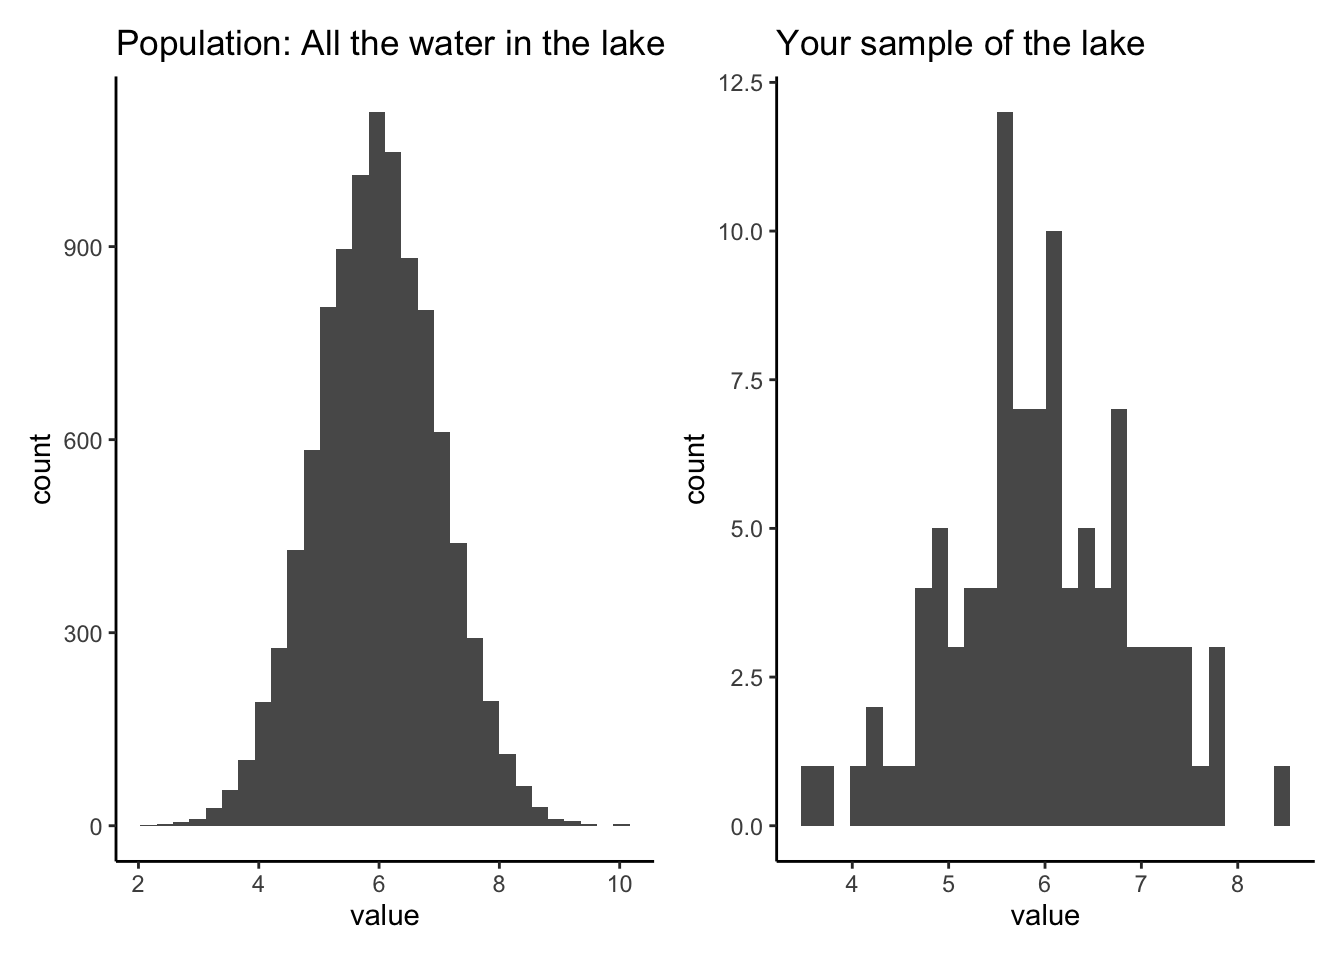 Population: All the water in the lake
count
900
600
300
0
2 4 6 8 10
value
Your sample of the lake
count
12.5
10.0
7.5
5.0
2.5
0.0
4 5 6 7 8
value